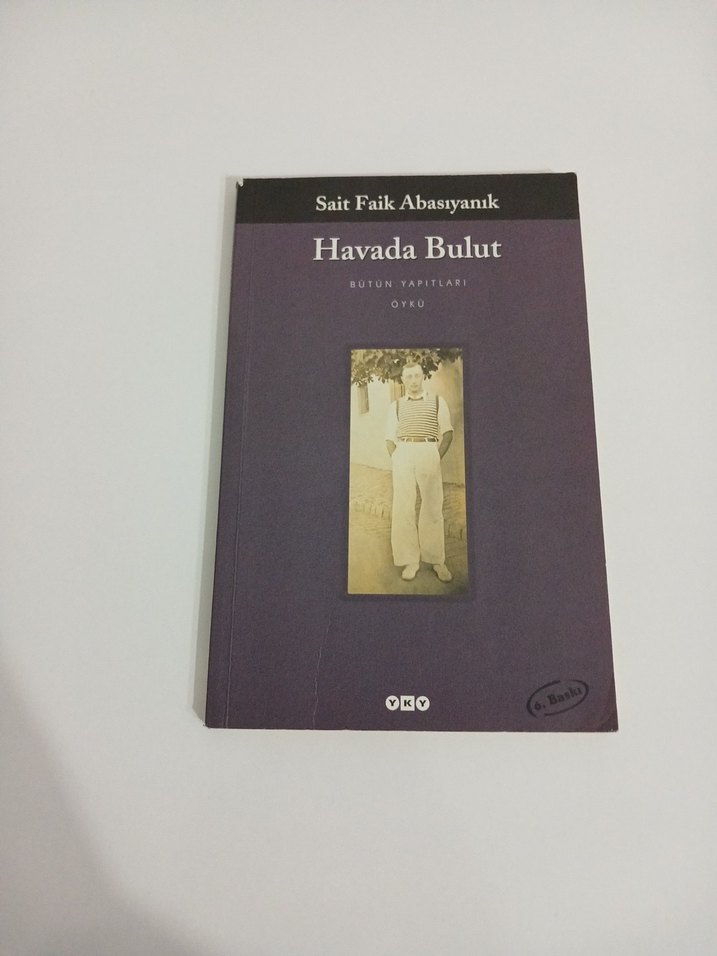 Sait Faik Abasıyanık
Havada Bulut
BÜTÜN YAPITLARI
ÖYKÜ
YKY
6. Baskı